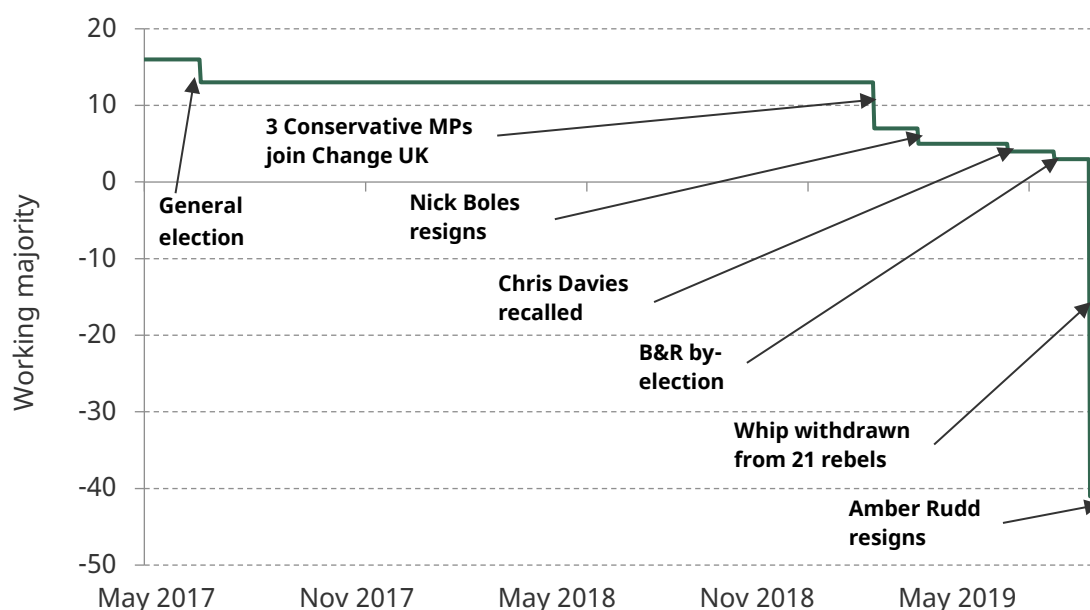 20
10
0
-10
-20
-30
-40
-50
Working majority
General
election
3 Conservative MPs
join Change UK
Nick Boles
resigns
Chris Davies
recalled
B&R by-
election
Whip withdrawn
from 21 rebels
Amber Rudd
resigns
May 2017
Nov 2017
May 2018
Nov 2018
May 2019